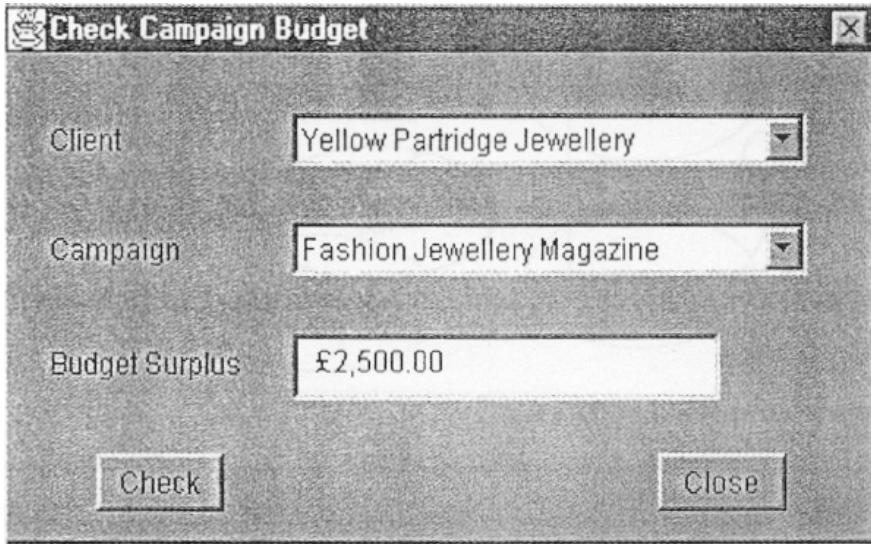 Check Campaign Budget
Client Yellow Partridge Jewellery
Campaign Fashion Jewellery Magazine
Budget Surplus £2,500.00
Check Close